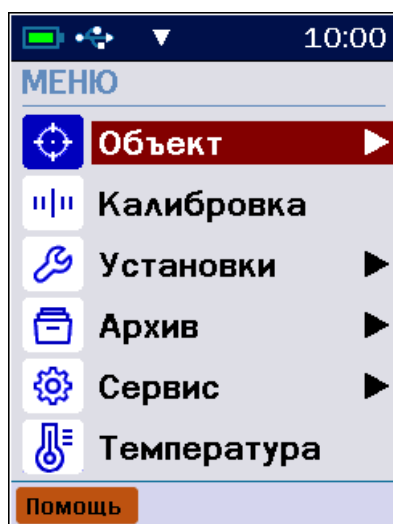 10:00
МЕНЮ
Объект
Калибровка
Установки
Архив
Сервис
Температура
Помощь